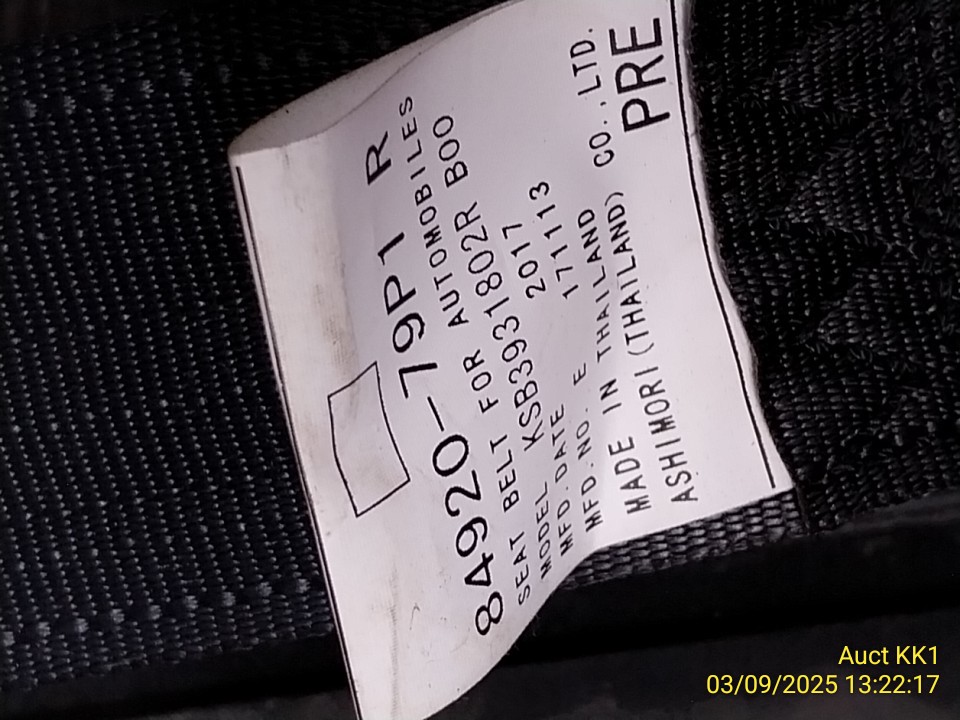 84920-79P1 R
SEAT BELT FOR AUTOMOBILES
MODEL KSB39318O2R BOO
MFD.DATE 2017
MFD.NO. E 171113
MADE IN THAILAND
ASHIMORI(THAILAND) CO.,LTD.
PRE
Auct KK1
03/09/2025 13:22:17